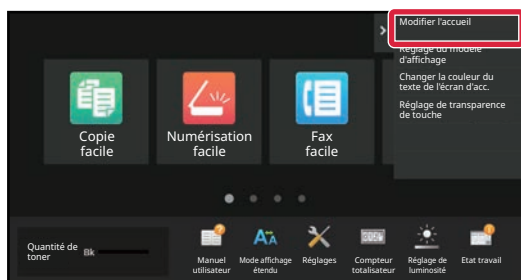 Modifier l'accueil
Réglage du modèle
d'affichage
Changer la couleur du
texte de l'écran d'acc.
Réglage de transparence
de touche
Copie
facile
Numérisation
facile
Fax
facile
Quantité de
toner
Bk
Manuel
utilisateur
Mode affichage
étendu
Réglages
Compteur
totalisateur
Réglage de
luminosité
Etat travail